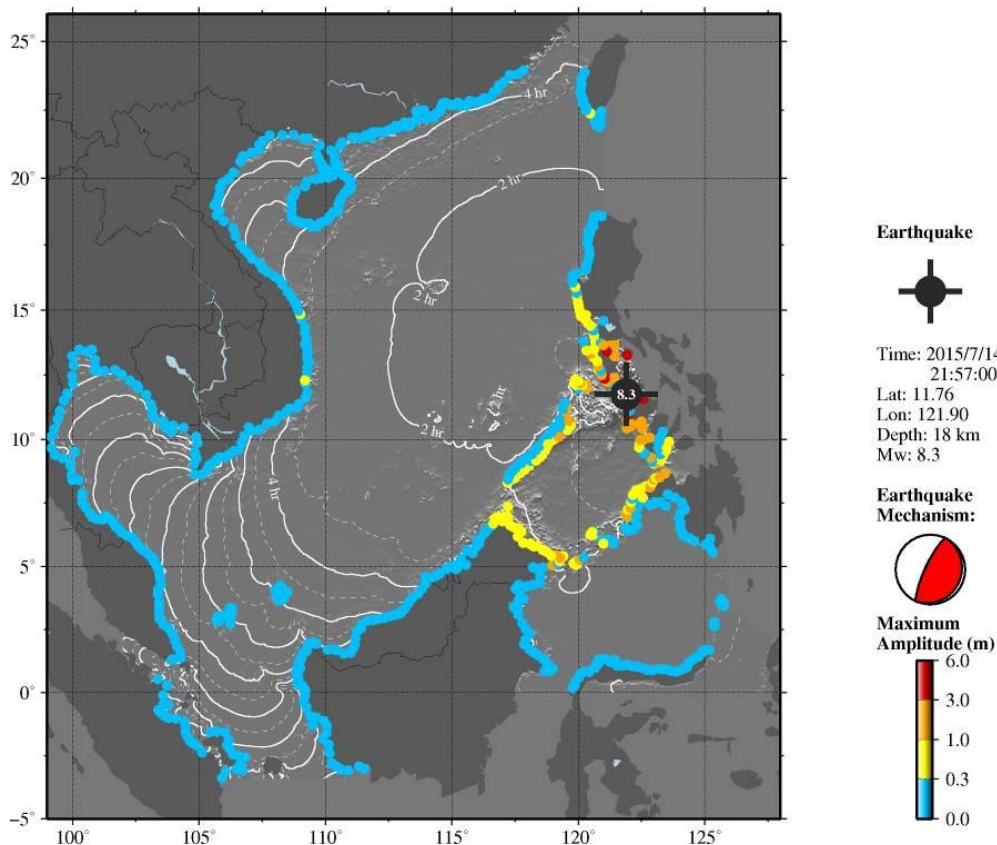 25°
20°
15°
10°
5°
0°
−5°
100°
105°
110°
115°
120°
125°
4 hr
2 hr
2 hr
2 hr
2 hr
4 hr
8.3
Earthquake
Time: 2015/7/14
21:57:00
Lat: 11.76
Lon: 121.90
Depth: 18 km
Mw: 8.3
Earthquake
Mechanism:
Maximum
Amplitude (m)
6.0
3.0
1.0
0.3
0.0